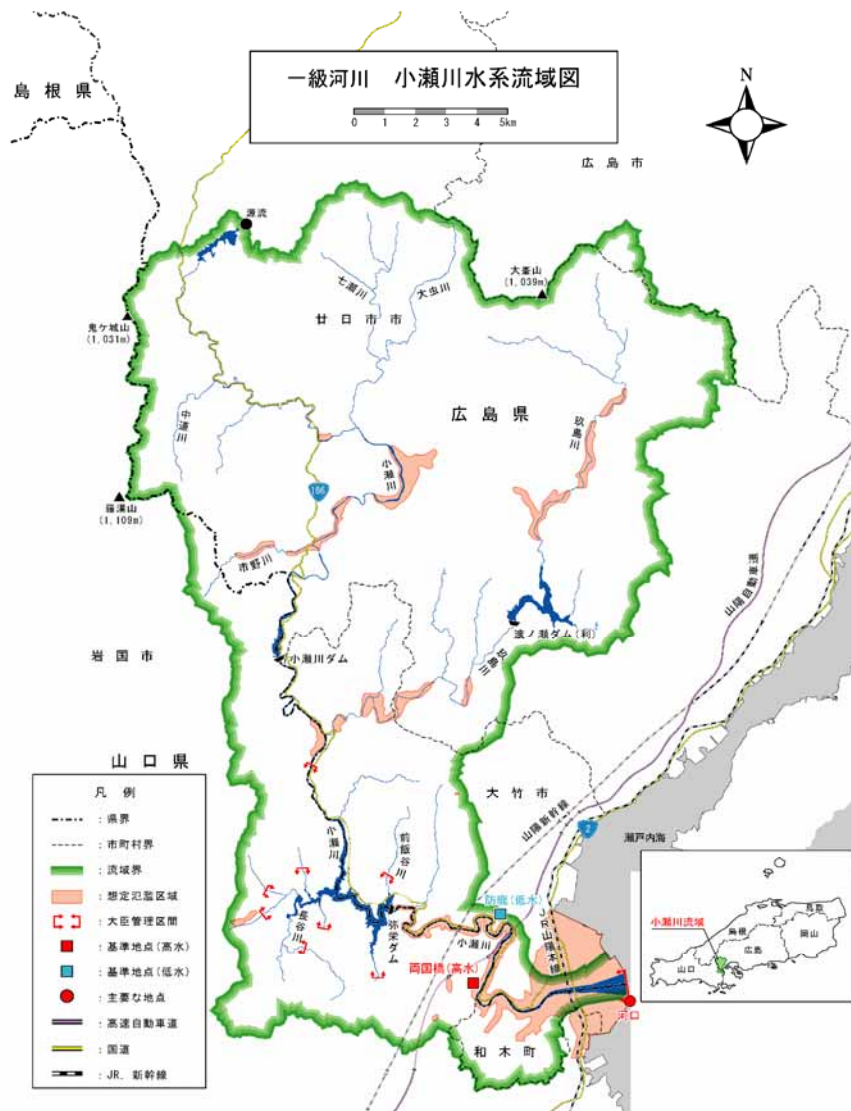 一級河川 小瀬川水系流域図
0 1 2 3 4 5km
N
島根県
広島市
源流
七瀬川
大虫川
大峯山
(1,039m)
廿日市市
鬼ケ城山
(1,031m)
広島県
中道川
玖島川
小瀬川
186
羅漢山
(1,109m)
市野川
山陽自動車道
渡ノ瀬ダム(利)
玖島川
小瀬川ダム
岩国市
山口県
大竹市
山陽新幹線
2
瀬戸内海
小瀬川
前飯谷川
長谷川
弥栄ダム
防鹿(低水)
小瀬川
JR山陽本線
両国橋(高水)
河口
和木町
凡例
:県界
:市町村界
:流域界
:想定氾濫区域
:大臣管理区間
:基準地点(高水)
:基準地点(低水)
:主要な地点
:高速自動車道
:国道
:JR、新幹線
小瀬川流域
鳥取
島根
岡山
広島
山口